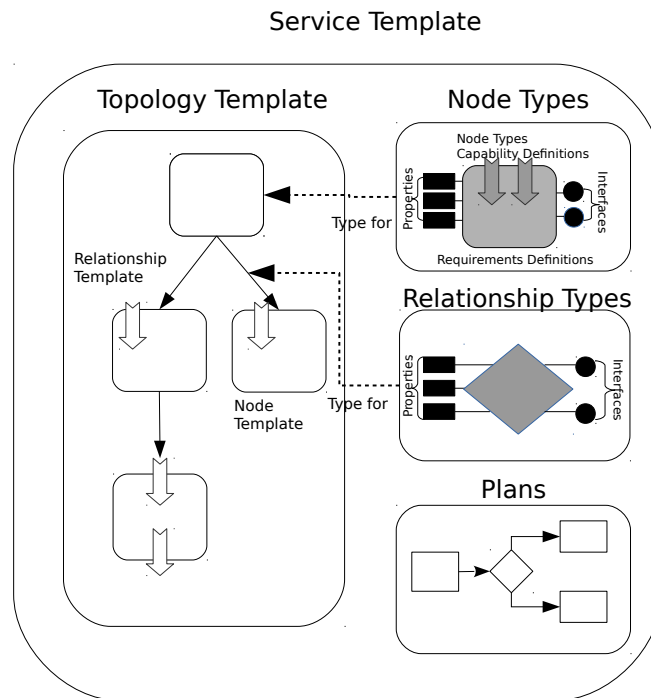 Service Template
Topology Template
Node Types
Node Types
Capability Definitions
Properties
Interfaces
Type for
Requirements Definitions
Relationship
Template
Relationship Types
Properties
Interfaces
Type for
Node
Template
Plans